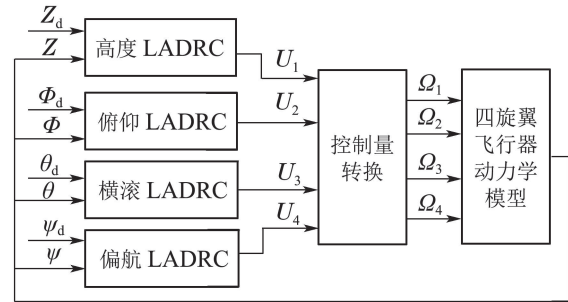 Z_d
Z
高度 LADRC
U_1
Φ_d
Φ
俯仰 LADRC
U_2
θ_d
θ
横滚 LADRC
U_3
ψ_d
ψ
偏航 LADRC
U_4
控制量
转换
Ω_1
Ω_2
Ω_3
Ω_4
四旋翼
飞行器
动力学
模型